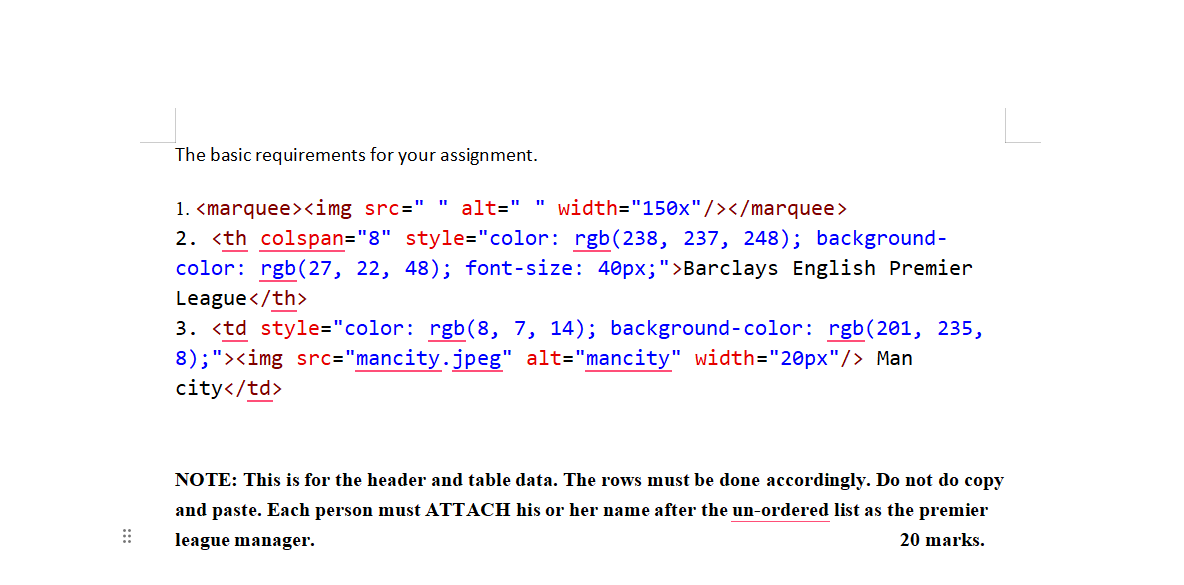 The basic requirements for your assignment.
1. <marquee><img src=" " alt=" " width="150x"/></marquee>
2. <th colspan="8" style="color: rgb(238, 237, 248); background-
color: rgb(27, 22, 48); font-size: 40px;">Barclays English Premier
League</th>
3. <td style="color: rgb(8, 7, 14); background-color: rgb(201, 235,
8);"><img src="mancity.jpeg" alt="mancity" width="20px"/> Man
city</td>
NOTE: This is for the header and table data. The rows must be done accordingly. Do not do copy
and paste. Each person must ATTACH his or her name after the un-ordered list as the premier
league manager. 20 marks.